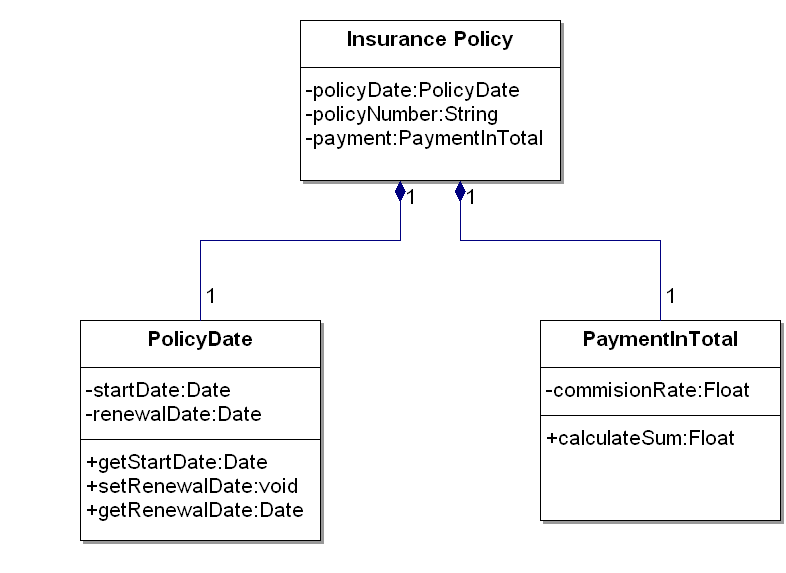 Insurance Policy
-policyDate:PolicyDate
-policyNumber:String
-payment:PaymentInTotal
1
1
1
1
PolicyDate
-startDate:Date
-renewalDate:Date
+getStartDate:Date
+setRenewalDate:void
+getRenewalDate:Date
PaymentInTotal
-commisionRate:Float
+calculateSum:Float